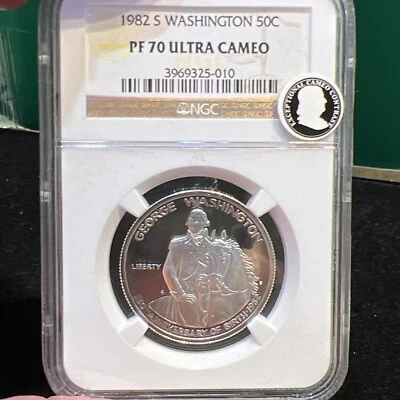 1982 S WASHINGTON 50C
PF 70 ULTRA CAMEO
3969325-010
NGC
EXCEPTIONAL CAMEO CONTRAST
GEORGE WASHINGTON
LIBERTY
ANNIVERSARY OF BIRTH